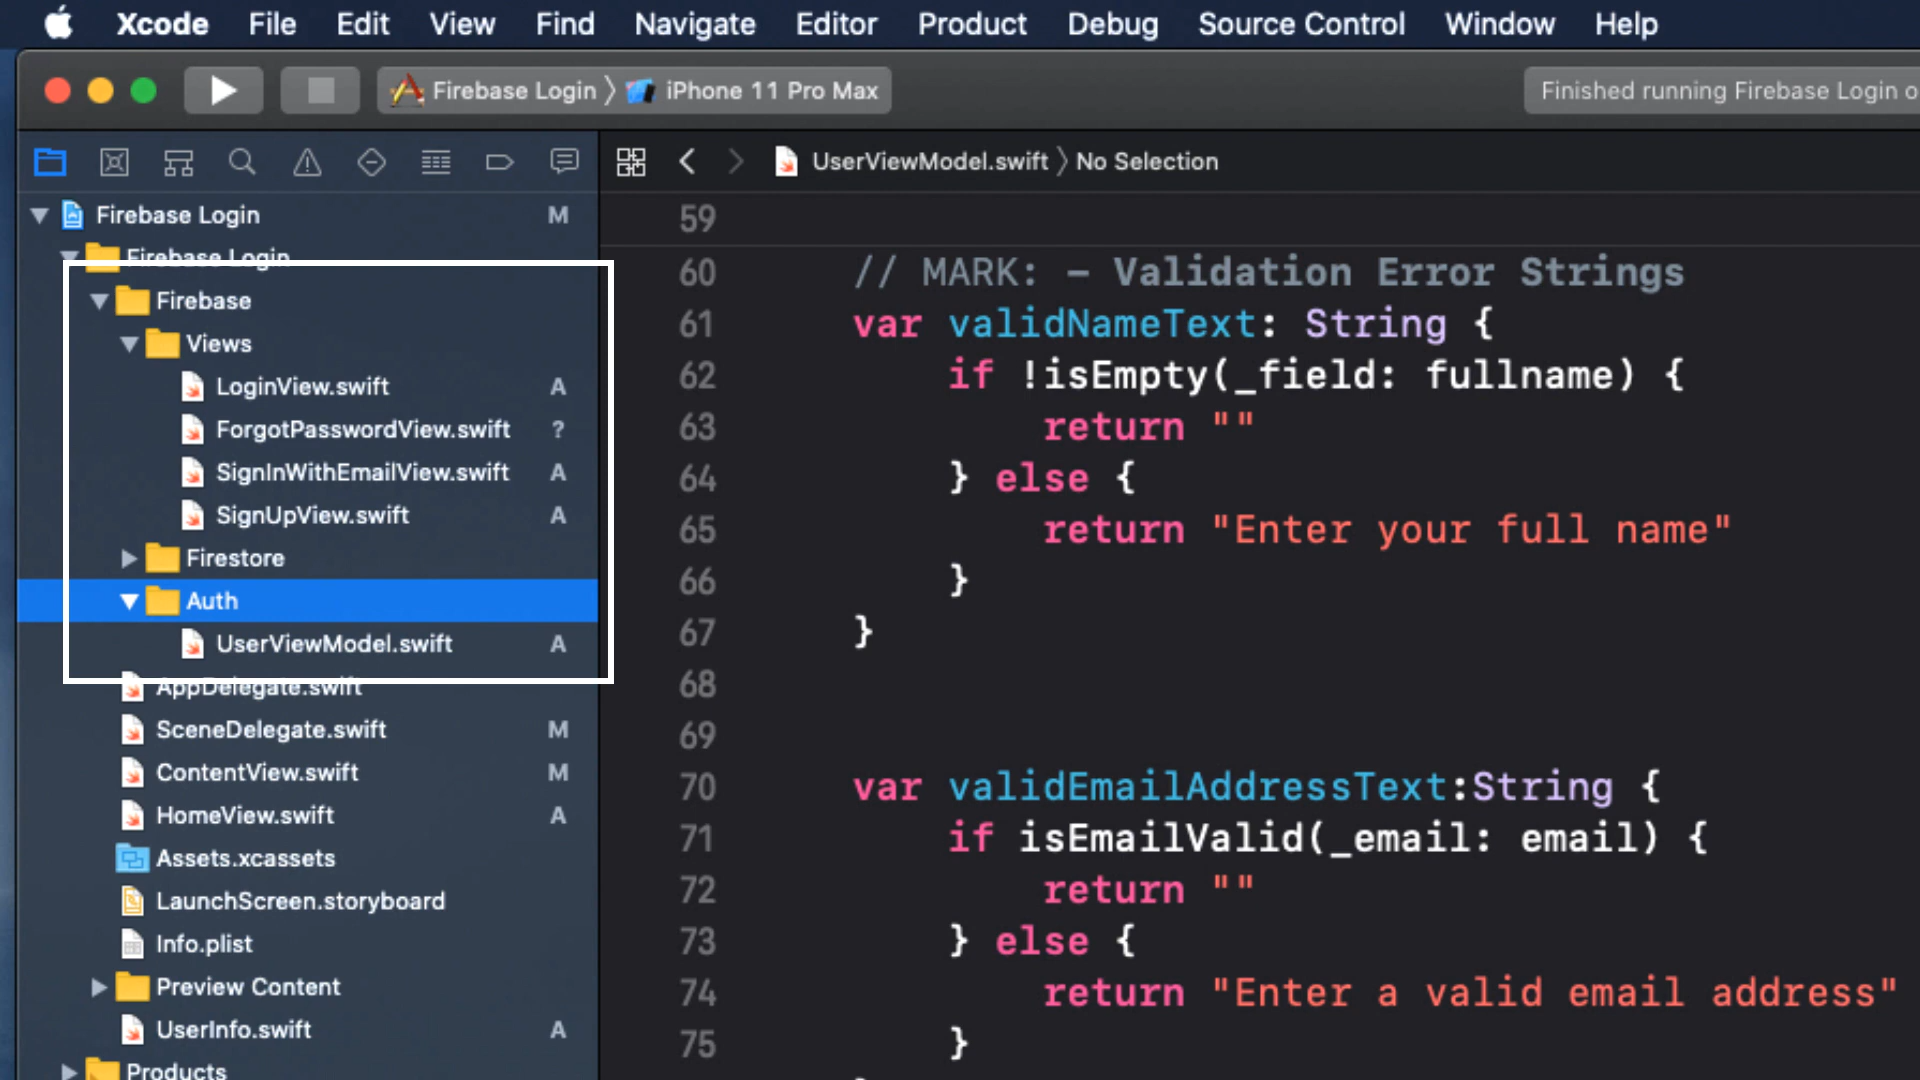 Xcode File Edit View Find Navigate Editor Product Debug Source Control Window Help
Firebase Login 〉 iPhone 11 Pro Max
Finished running Firebase Login o
UserViewModel.swift 〉 No Selection
Firebase Login M
Firebase Login
Firebase
Views
LoginView.swift A
ForgotPasswordView.swift ?
SignInWithEmailView.swift A
SignUpView.swift A
Firestore
Auth
UserViewModel.swift A
AppDelegate.swift
SceneDelegate.swift M
ContentView.swift M
HomeView.swift A
Assets.xcassets
LaunchScreen.storyboard
Info.plist
Preview Content
UserInfo.swift A
Products
59
60 // MARK: – Validation Error Strings
61 var validNameText: String {
62 if !isEmpty(_field: fullname) {
63 return ""
64 } else {
65 return "Enter your full name"
66 }
67 }
68
69
70 var validEmailAddressText:String {
71 if isEmailValid(_email: email) {
72 return ""
73 } else {
74 return "Enter a valid email address"
75 }